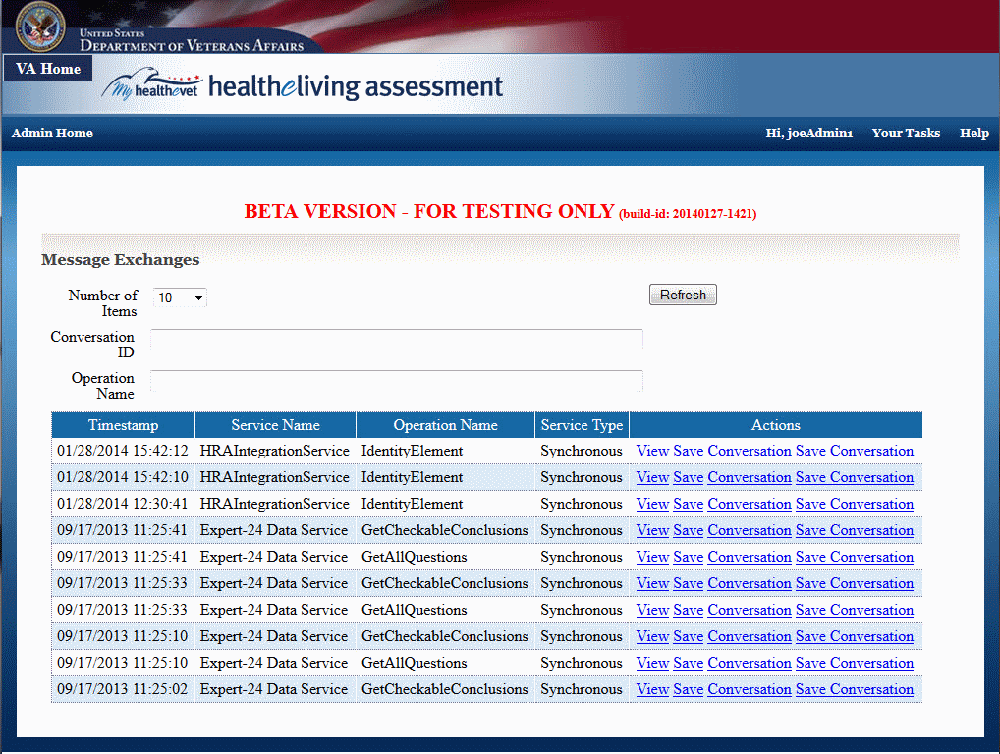 UNITED STATES
DEPARTMENT OF VETERANS AFFAIRS
VA Home
My healthevet healtheliving assessment
Admin Home Hi, joeAdmin1 Your Tasks Help
BETA VERSION - FOR TESTING ONLY (build-id: 20140127-1421)
Message Exchanges
Number of Items 10 Refresh
Conversation ID
Operation Name
Timestamp Service Name Operation Name Service Type Actions
01/28/2014 15:42:12 HRAIntegrationService IdentityElement Synchronous View Save Conversation Save Conversation
01/28/2014 15:42:10 HRAIntegrationService IdentityElement Synchronous View Save Conversation Save Conversation
01/28/2014 12:30:41 HRAIntegrationService IdentityElement Synchronous View Save Conversation Save Conversation
09/17/2013 11:25:41 Expert-24 Data Service GetCheckableConclusions Synchronous View Save Conversation Save Conversation
09/17/2013 11:25:41 Expert-24 Data Service GetAllQuestions Synchronous View Save Conversation Save Conversation
09/17/2013 11:25:33 Expert-24 Data Service GetCheckableConclusions Synchronous View Save Conversation Save Conversation
09/17/2013 11:25:33 Expert-24 Data Service GetAllQuestions Synchronous View Save Conversation Save Conversation
09/17/2013 11:25:10 Expert-24 Data Service GetCheckableConclusions Synchronous View Save Conversation Save Conversation
09/17/2013 11:25:10 Expert-24 Data Service GetAllQuestions Synchronous View Save Conversation Save Conversation
09/17/2013 11:25:02 Expert-24 Data Service GetCheckableConclusions Synchronous View Save Conversation Save Conversation